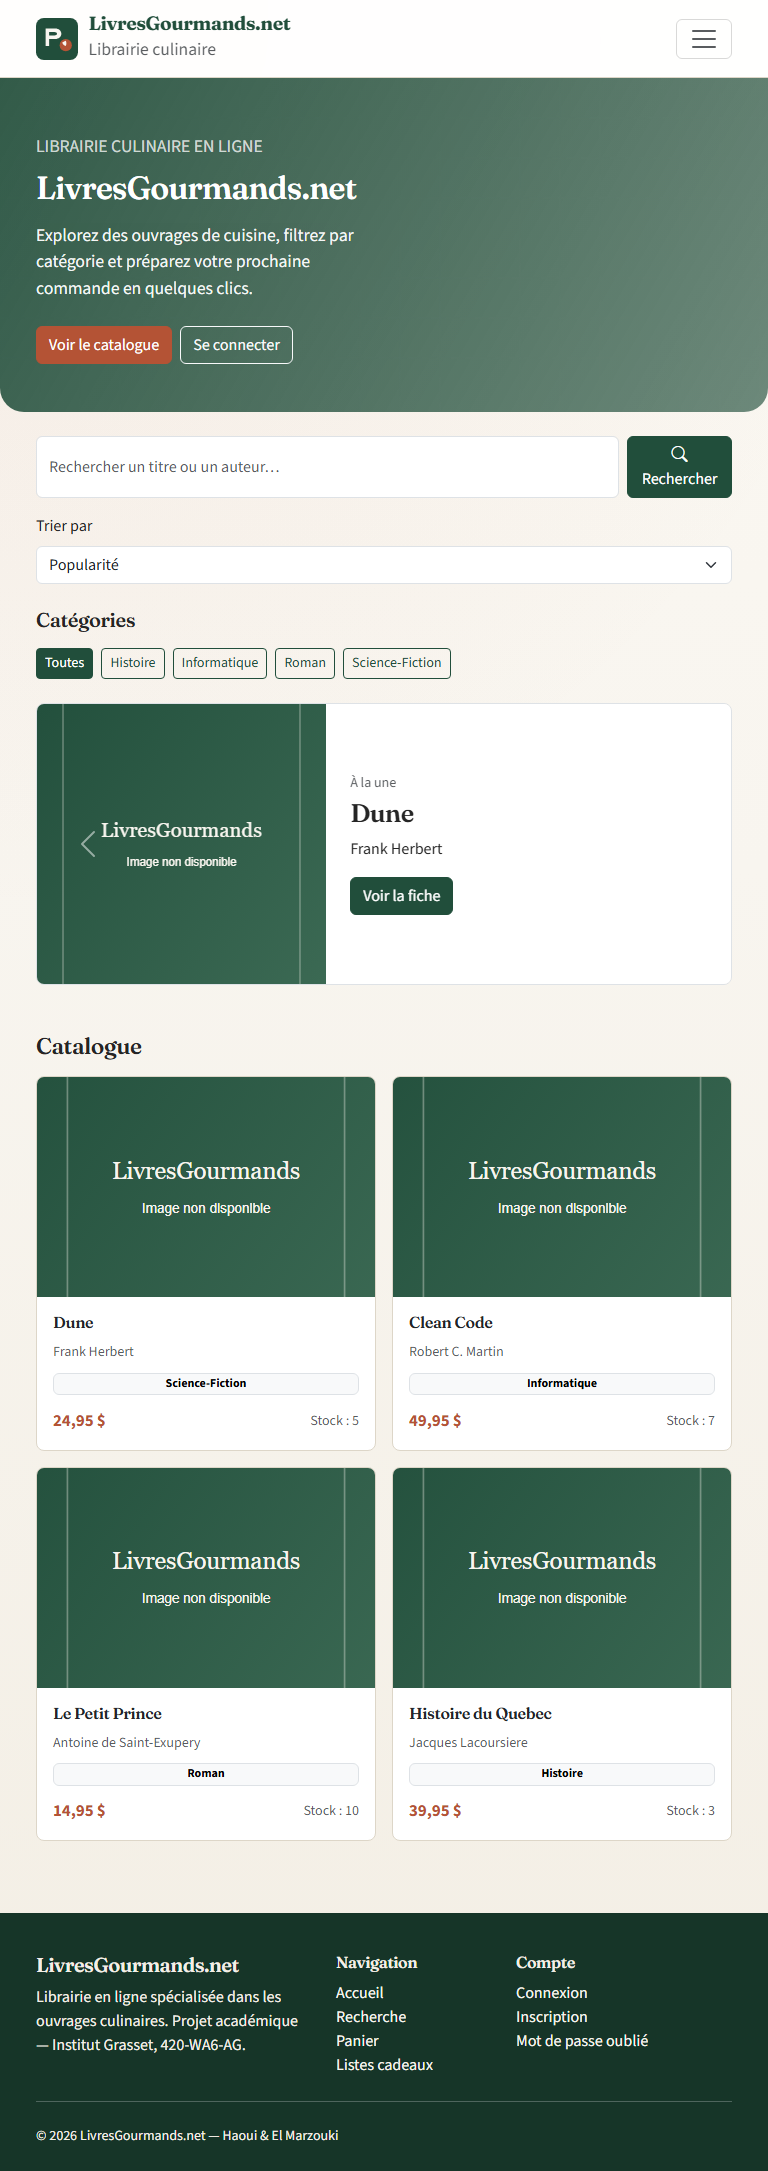 P
LivresGourmands.net
Librairie culinaire
LIBRAIRIE CULINAIRE EN LIGNE
LivresGourmands.net
Explorez des ouvrages de cuisine, filtrez par
catégorie et préparez votre prochaine
commande en quelques clics.
Voir le catalogue
Se connecter
Rechercher un titre ou un auteur…
Rechercher
Trier par
Popularité
Catégories
Toutes
Histoire
Informatique
Roman
Science-Fiction
LivresGourmands
Image non disponible
À la une
Dune
Frank Herbert
Voir la fiche
Catalogue
LivresGourmands
Image non disponible
Dune
Frank Herbert
Science-Fiction
24,95 $
Stock : 5
LivresGourmands
Image non disponible
Clean Code
Robert C. Martin
Informatique
49,95 $
Stock : 7
LivresGourmands
Image non disponible
Le Petit Prince
Antoine de Saint-Exupery
Roman
14,95 $
Stock : 10
LivresGourmands
Image non disponible
Histoire du Quebec
Jacques Lacoursiere
Histoire
39,95 $
Stock : 3
LivresGourmands.net
Librairie en ligne spécialisée dans les
ouvrages culinaires. Projet académique
— Institut Grasset, 420-WA6-AG.
Navigation
Accueil
Recherche
Panier
Listes cadeaux
Compte
Connexion
Inscription
Mot de passe oublié
© 2026 LivresGourmands.net — Haoui & El Marzouki